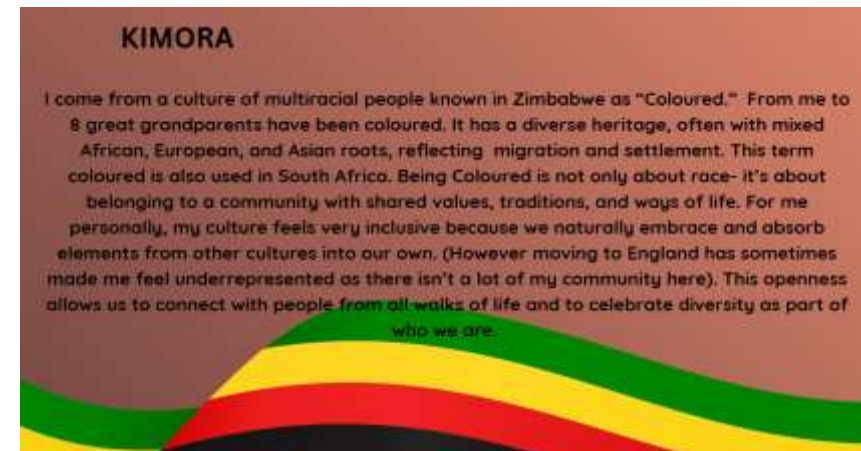 KIMORA
I come from a culture of multiracial people known in Zimbabwe as "Coloured." From me to
8 great grandparents have been coloured. It has a diverse heritage, often with mixed
African, European, and Asian roots, reflecting migration and settlement. This term
coloured is also used in South Africa. Being Coloured is not only about race- it's about
belonging to a community with shared values, traditions, and ways of life. For me
personally, my culture feels very inclusive because we naturally embrace and absorb
elements from other cultures into our own. (However moving to England has sometimes
made me feel underrepresented as there isn't a lot of my community here). This openness
allows us to connect with people from all walks of life and to celebrate diversity as part of
who we are.